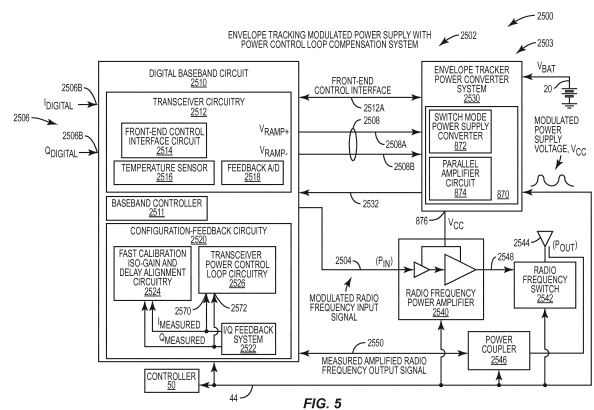 2500
ENVELOPE TRACKING MODULATED POWER SUPPLY WITH
POWER CONTROL LOOP COMPENSATION SYSTEM
2502
2503
DIGITAL BASEBAND CIRCUIT
2510
ENVELOPE TRACKER
POWER CONVERTER
SYSTEM
2530
VBAT
20
2506B
IDIGITAL
2506
2506B
QDIGITAL
TRANSCEIVER CIRCUITRY
2512
FRONT-END CONTROL
INTERFACE CIRCUIT
2514
TEMPERATURE SENSOR
2516
FEEDBACK A/D
2518
VRAMP+
VRAMP-
FRONT-END
CONTROL
INTERFACE
2512A
2508
2508A
2508B
2532
SWITCH MODE
POWER SUPPLY
CONVERTER
872
PARALLEL
AMPLIFIER
CIRCUIT
874
870
MODULATED
POWER
SUPPLY
VOLTAGE, VCC
BASEBAND CONTROLLER
2511
CONFIGURATION-FEEDBACK CIRCUITRY
2520
FAST CALIBRATION
ISO-GAIN AND
DELAY ALIGNMENT
CIRCUITRY
2524
TRANSCEIVER
POWER CONTROL
LOOP CIRCUITRY
2526
2570
2572
IMEASURED
QMEASURED
I/Q FEEDBACK
SYSTEM
2522
876
VCC
2504
(PIN)
MODULATED RADIO
FREQUENCY INPUT
SIGNAL
RADIO FREQUENCY
POWER AMPLIFIER
2540
2548
2544
(POUT)
RADIO
FREQUENCY
SWITCH
2542
2550
MEASURED AMPLIFIED RADIO
FREQUENCY OUTPUT SIGNAL
POWER
COUPLER
2546
CONTROLLER
50
44
FIG. 5